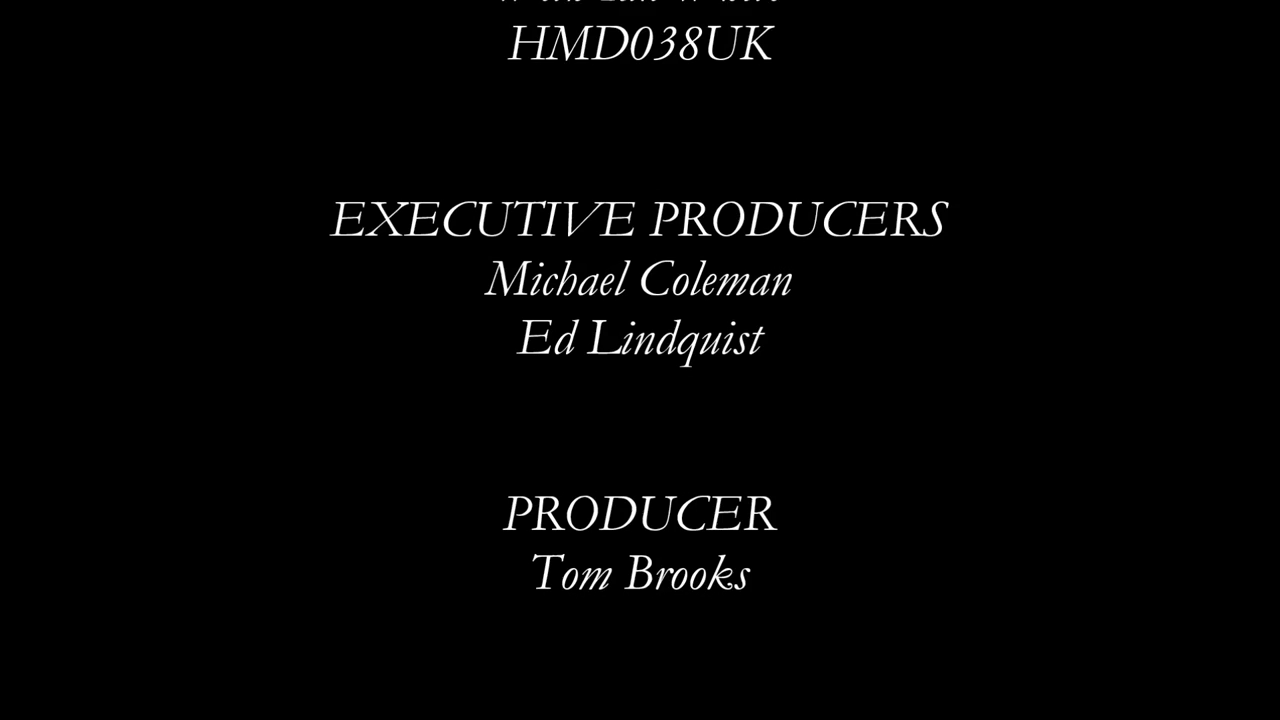 HMD038UK
EXECUTIVE PRODUCERS
Michael Coleman
Ed Lindquist
PRODUCER
Tom Brooks